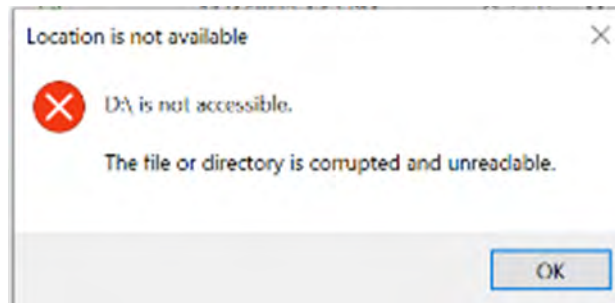 Location is not available
D:\ is not accessible.
The file or directory is corrupted and unreadable.
OK